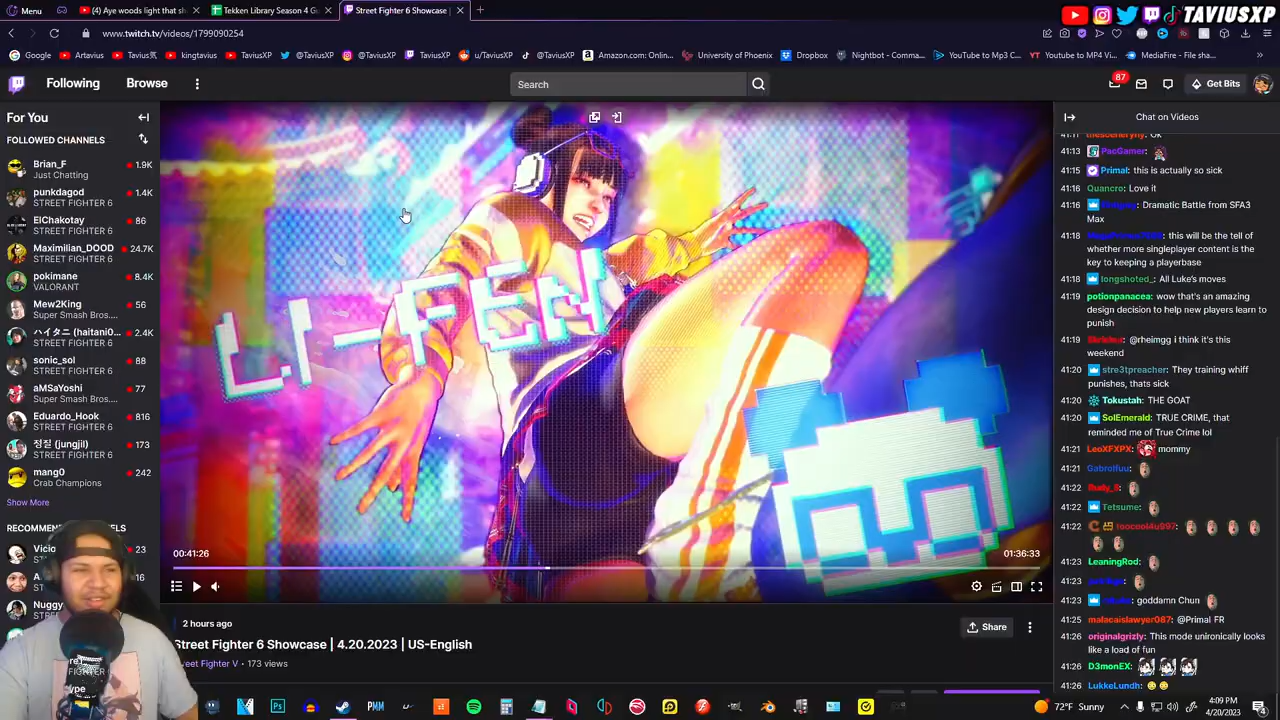 Menu
(4) Aye woods light that sh
Tekken Library Season 4 Gu
Street Fighter 6 Showcase |
TAVIUSXP
www.twitch.tv/videos/1799090254
Google
Artavius
kingtavius
TaviusXP
@TaviusXP
@TaviusXP
TaviusXP
u/TaviusXP
@TaviusXP
Amazon.com: Onlin...
University of Phoenix
Dropbox
Nightbot - Comma...
YouTube to Mp3 C...
YouTube to MP4 Vi...
MediaFire - File sha...
Following
Browse
Search
87
Get Bits
For You
FOLLOWED CHANNELS
Brian_F
1.9K
Just Chatting
punkdagod
1.4K
STREET FIGHTER 6
ElChakotay
86
STREET FIGHTER 6
Maximilian_DOOD
24.7K
STREET FIGHTER 6
pokimane
8.4K
VALORANT
Mew2King
56
Super Smash Bros....
ハイタニ (haitani0...
2.4K
STREET FIGHTER 6
sonic_sol
88
STREET FIGHTER 6
aMSaYoshi
77
Super Smash Bros....
Eduardo_Hook
816
STREET FIGHTER 6
정질 (jungjil)
173
STREET FIGHTER 6
mang0
242
Crab Champions
Show More
23
16
Nuggy
LI-FEN
00:41:26
01:36:33
2 hours ago
Street Fighter 6 Showcase | 4.20.2023 | US-English
173 views
Share
Chat on Videos
41:13 PacGamer:
41:15 Primal: this is actually so sick
41:16 Quancro: Love it
41:16 Dramatic Battle from SFA3
Max
41:18 this will be the tell of
whether more singleplayer content is the
key to keeping a playerbase
41:18 longshoted_: All Luke's moves
41:19 potionpanacea: wow that's an amazing
design decision to help new players learn to
punish
41:19 @rheimgg i think it's this
weekend
41:20 stre3tpreacher: They training whiff
punishes, thats sick
41:20 Tokustah: THE GOAT
41:20 SolEmerald: TRUE CRIME, that
reminded me of True Crime lol
41:21 LeoXFXPX: mommy
41:21 Gabrolfuu:
41:22
41:22 Tetsume:
41:22
41:23 LeaningRod:
41:23
41:23 goddamn Chun
41:25 malacaislawyer087: @Primal FR
41:26 originalgrizly: This mode unironically looks
like a load of fun
41:26 D3monEX:
41:26 LukkeLundh:
72°F Sunny
4:09 PM
4/20/2023